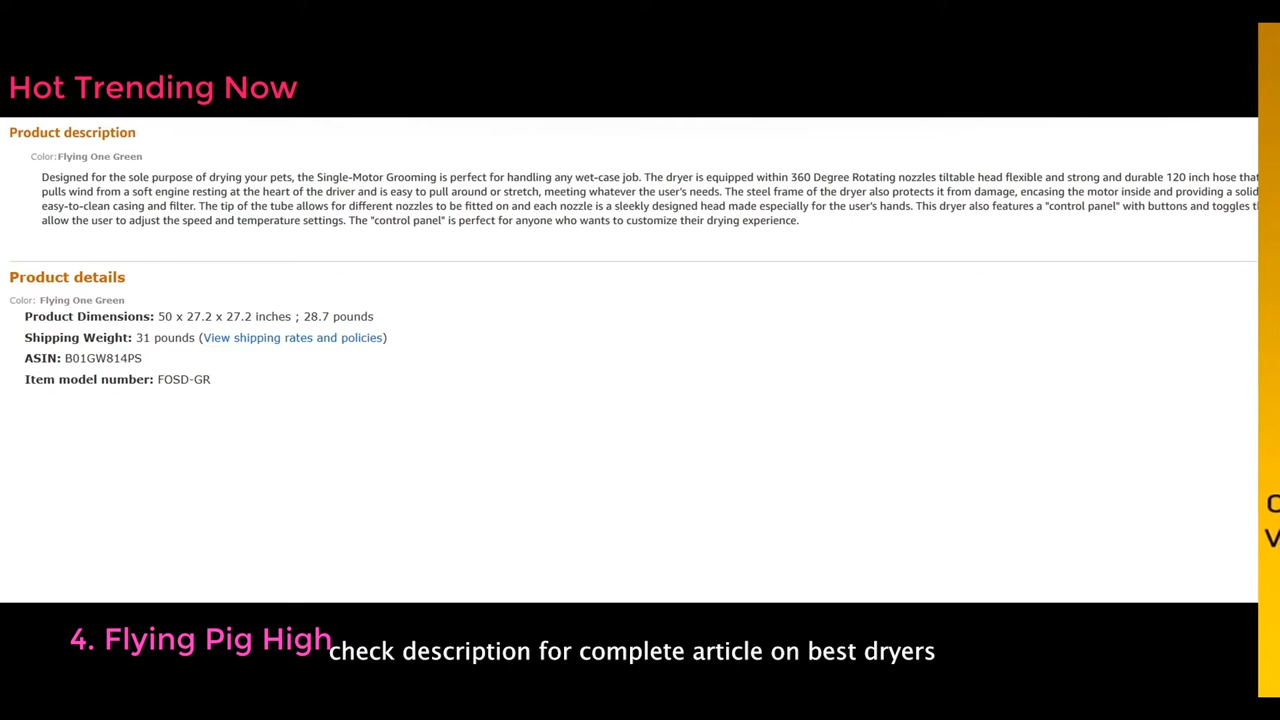 Hot Trending Now
Product description
Color:Flying One Green
Designed for the sole purpose of drying your pets, the Single-Motor Grooming is perfect for handling any wet-case job. The dryer is equipped within 360 Degree Rotating nozzles tiltable head flexible and strong and durable 120 inch hose that
pulls wind from a soft engine resting at the heart of the driver and is easy to pull around or stretch, meeting whatever the user's needs. The steel frame of the dryer also protects it from damage, encasing the motor inside and providing a solid
easy-to-clean casing and filter. The tip of the tube allows for different nozzles to be fitted on and each nozzle is a sleekly designed head made especially for the user's hands. This dryer also features a "control panel" with buttons and toggles
allow the user to adjust the speed and temperature settings. The "control panel" is perfect for anyone who wants to customize their drying experience.
Product details
Color: Flying One Green
Product Dimensions: 50 x 27.2 x 27.2 inches ; 28.7 pounds
Shipping Weight: 31 pounds (View shipping rates and policies)
ASIN: B01GW814PS
Item model number: FOSD-GR
4. Flying Pig High
check description for complete article on best dryers